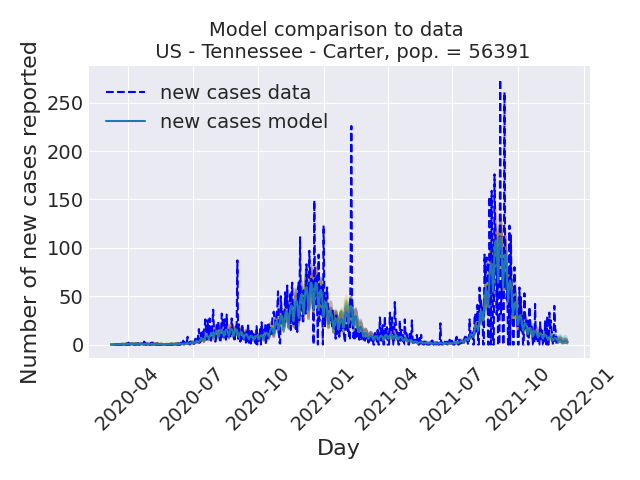 Model comparison to data
US - Tennessee - Carter, pop. = 56391
Number of new cases reported
250
200
150
100
50
0
new cases data
new cases model
2020-04
2020-07
2020-10
2021-01
2021-04
2021-07
2021-10
2022-01
Day